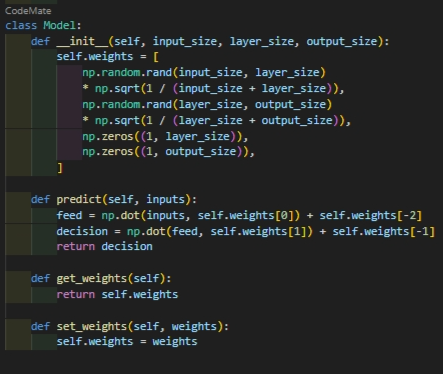 CodeMate
class Model:
    def __init__(self, input_size, layer_size, output_size):
        self.weights = [
            np.random.rand(input_size, layer_size)
            * np.sqrt(1 / (input_size + layer_size)),
            np.random.rand(layer_size, output_size)
            * np.sqrt(1 / (layer_size + output_size)),
            np.zeros((1, layer_size)),
            np.zeros((1, output_size)),
        ]
    def predict(self, inputs):
        feed = np.dot(inputs, self.weights[0]) + self.weights[-2]
        decision = np.dot(feed, self.weights[1]) + self.weights[-1]
        return decision
    def get_weights(self):
        return self.weights
    def set_weights(self, weights):
        self.weights = weights